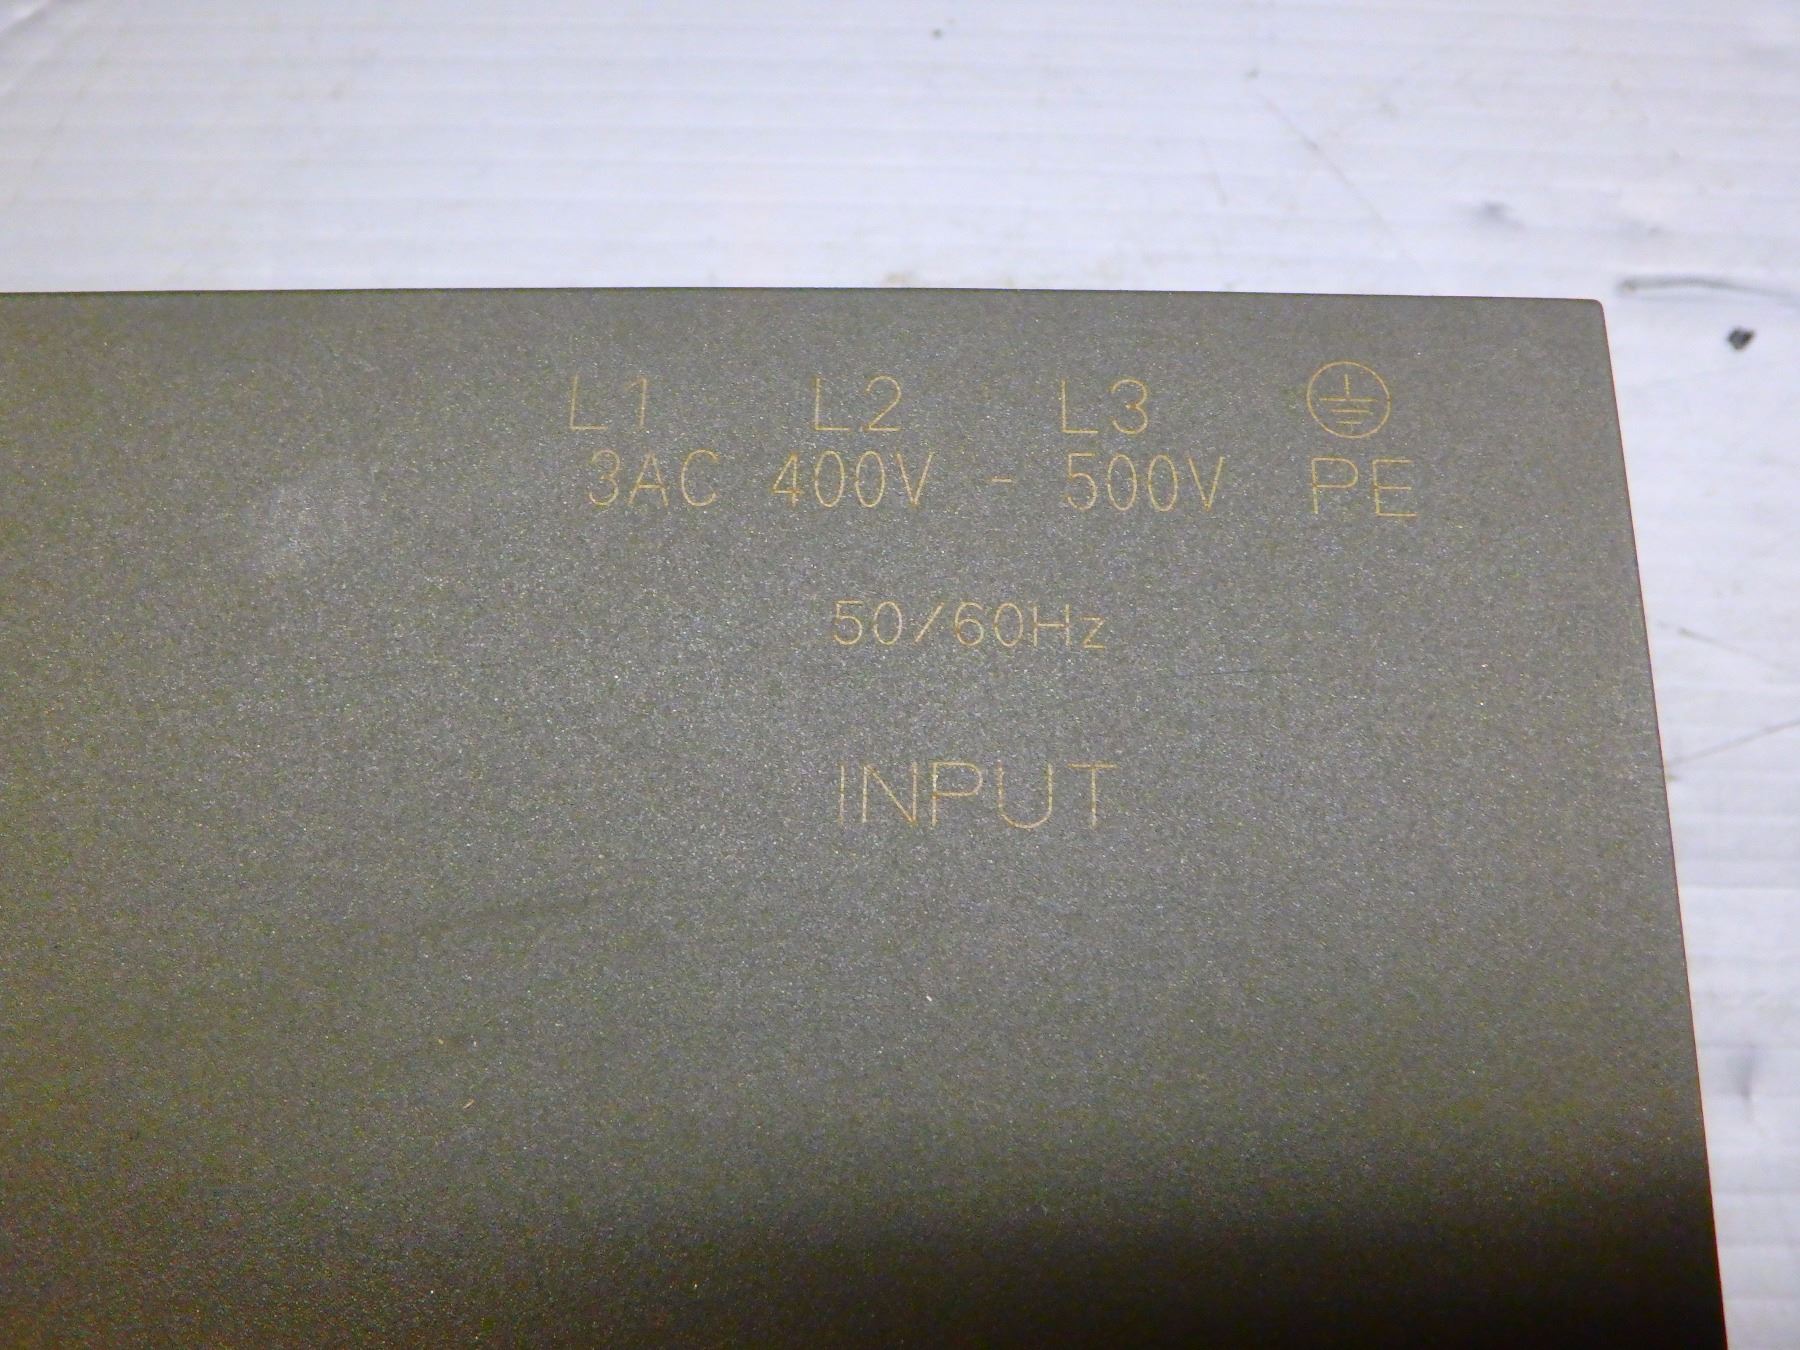 L1 L2 L3
3AC 400V - 500V PE
50/60Hz
INPUT